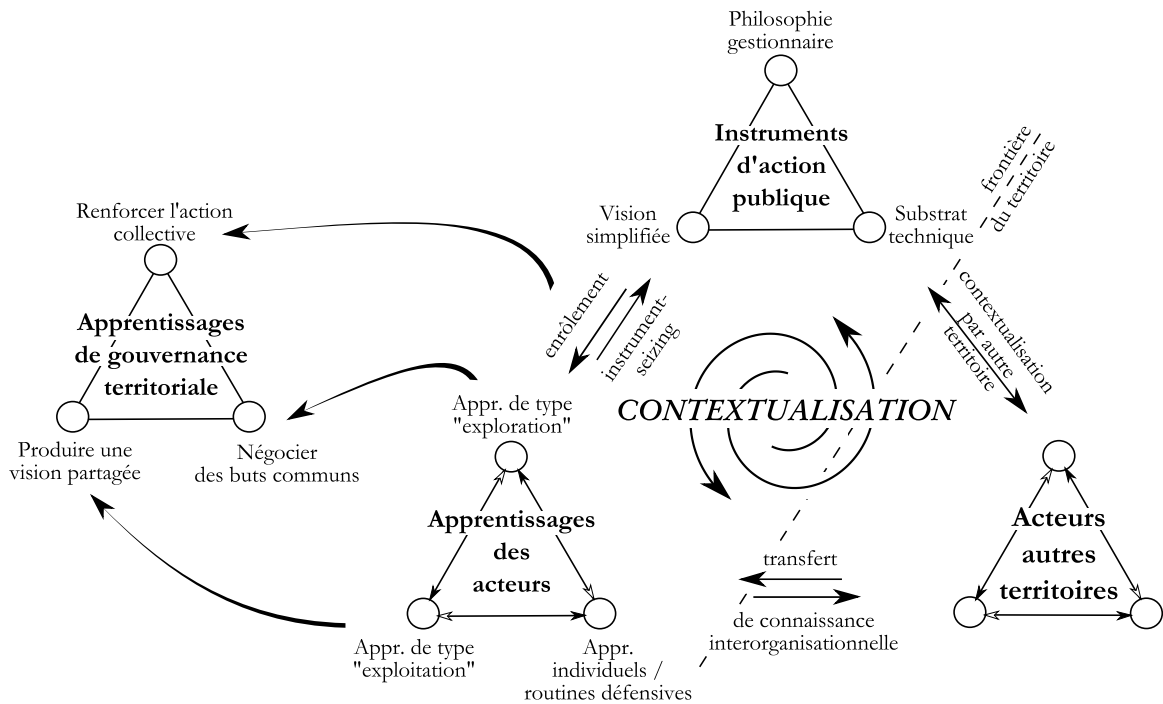 Philosophie
gestionnaire
Instruments
d'action
publique
Vision
simplifiée
Substrat
technique
frontière
du territoire
Renforcer l'action
collective
Apprentissages
de gouvernance
territoriale
Produire une
vision partagée
Négocier
des buts communs
enrôlement
instrument-
seizing
contextualisation
par autre
territoire
CONTEXTUALISATION
Appr. de type
"exploration"
Apprentissages
des
acteurs
Appr. de type
"exploitation"
Appr.
individuels /
routines défensives
transfert
de connaissance
interorganisationnelle
Acteurs
autres
territoires